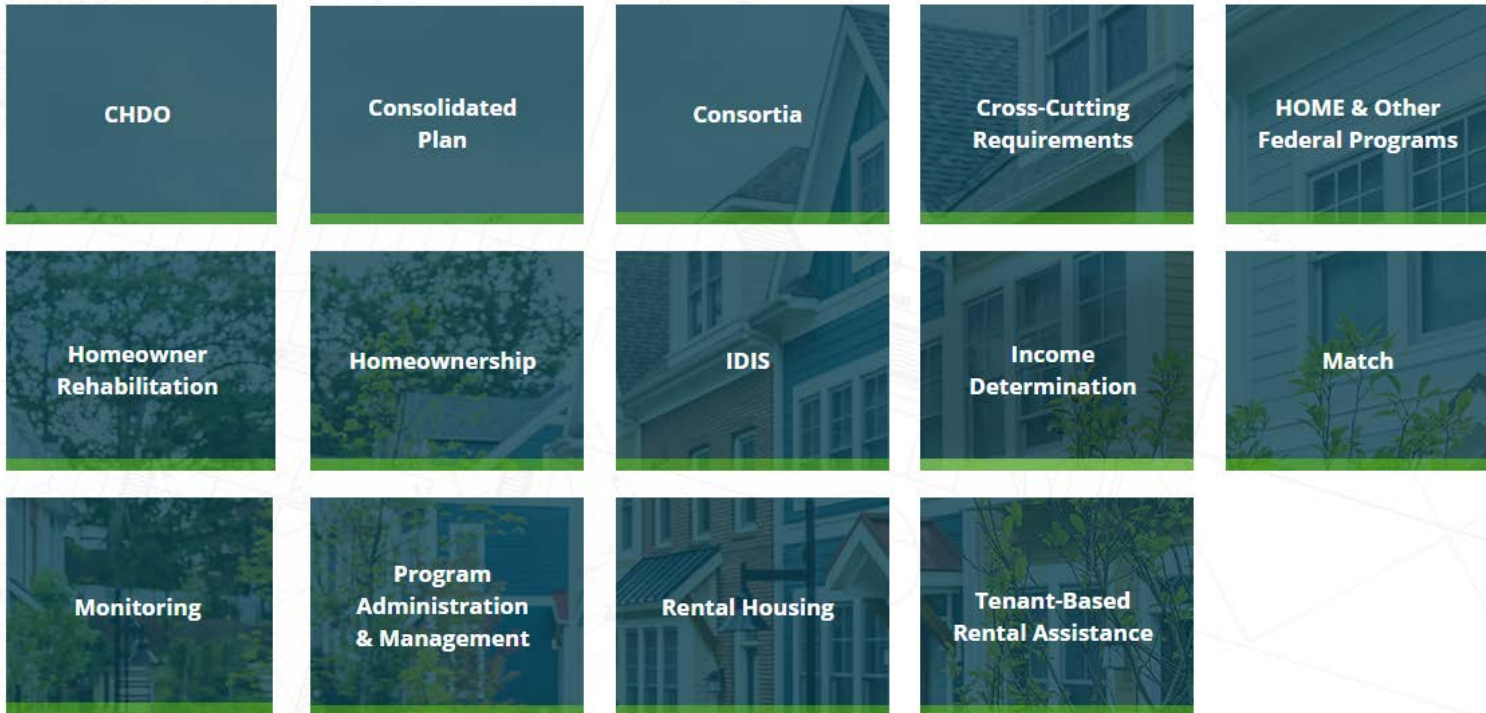 CHDO
Consolidated
Plan
Consortia
Cross-Cutting
Requirements
HOME & Other
Federal Programs
Homeowner
Rehabilitation
Homeownership
IDIS
Income
Determination
Match
Monitoring
Program
Administration
& Management
Rental Housing
Tenant-Based
Rental Assistance